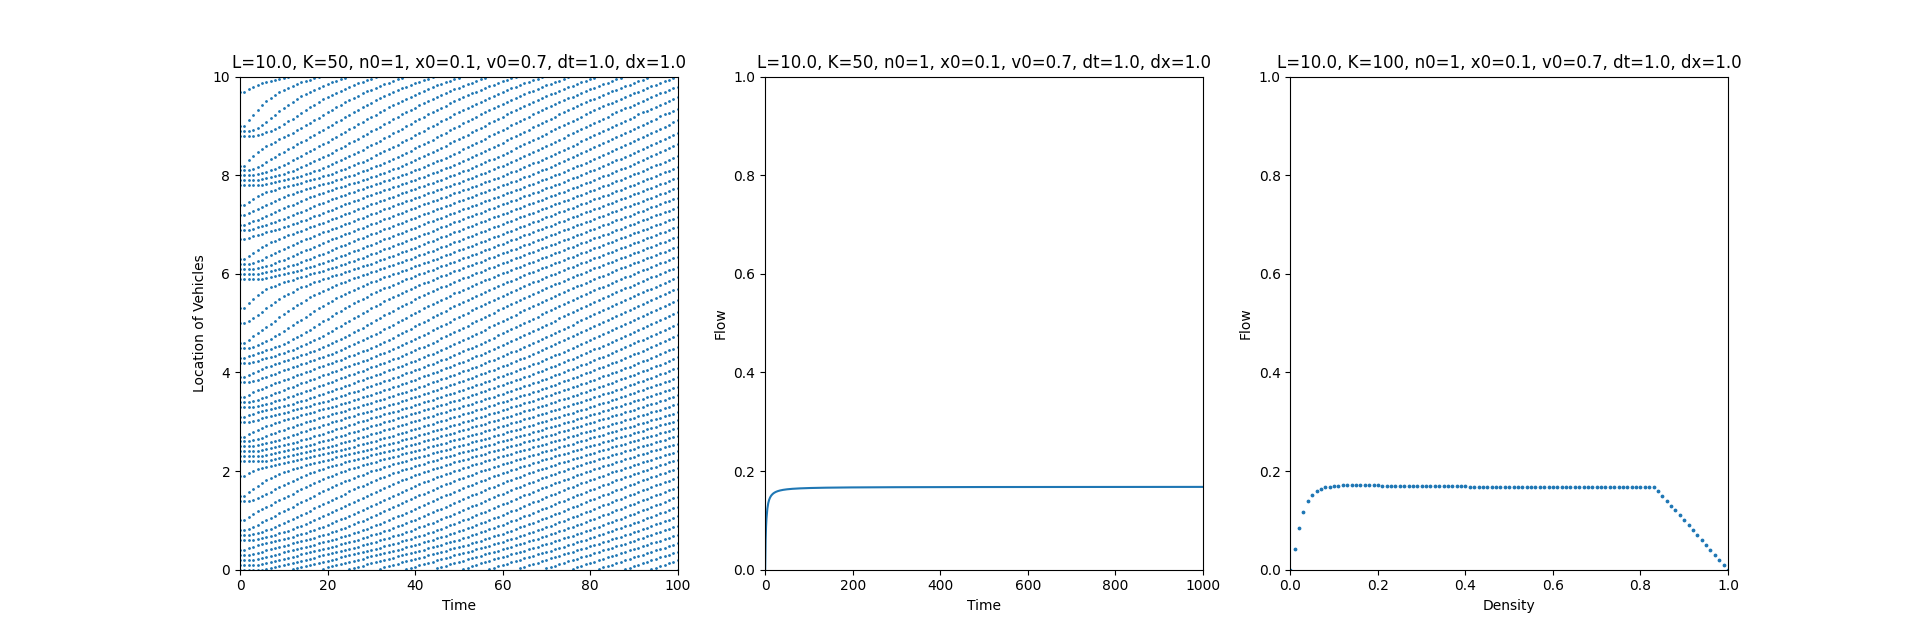 L=10.0, K=50, n0=1, x0=0.1, v0=0.7, dt=1.0, dx=1.0
10
8
6
4
2
0
Location of Vehicles
0 20 40 60 80 100
Time
L=10.0, K=50, n0=1, x0=0.1, v0=0.7, dt=1.0, dx=1.0
1.0
0.8
0.6
0.4
0.2
0.0
Flow
0 200 400 600 800 1000
Time
L=10.0, K=100, n0=1, x0=0.1, v0=0.7, dt=1.0, dx=1.0
1.0
0.8
0.6
0.4
0.2
0.0
Flow
0.0 0.2 0.4 0.6 0.8 1.0
Density